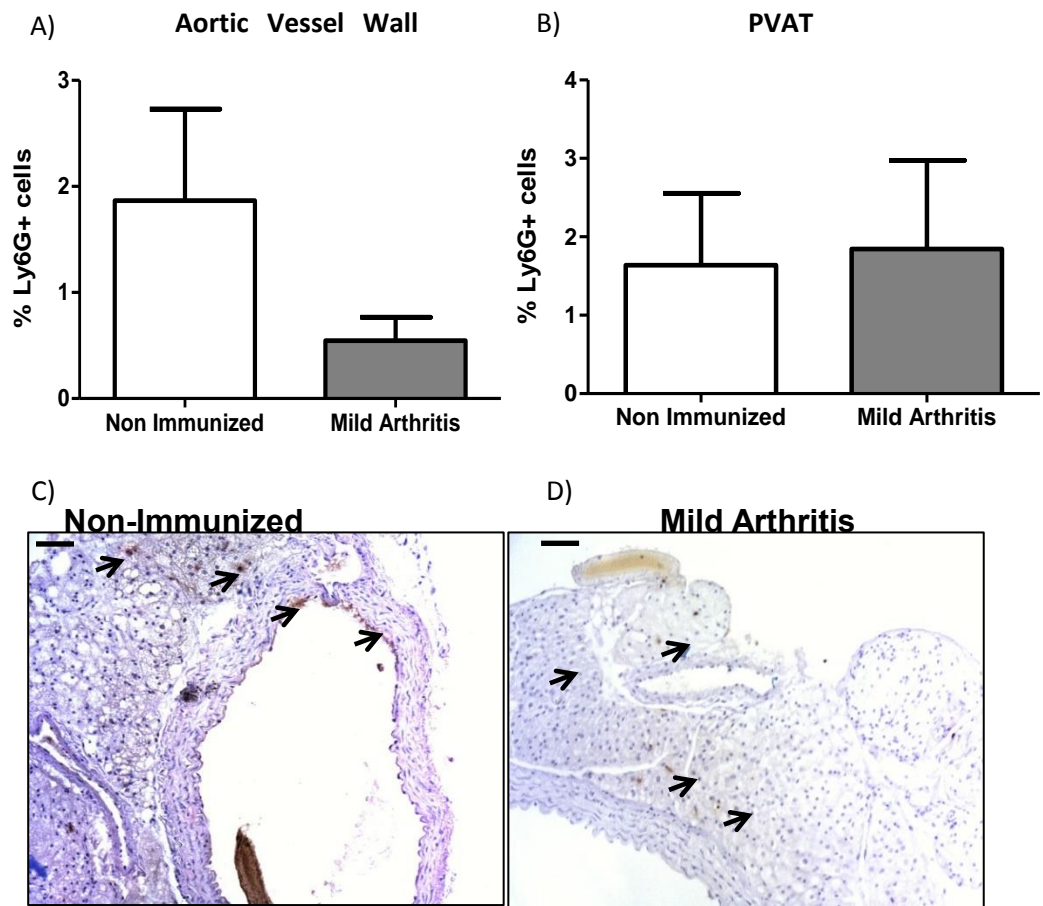 A)
Aortic Vessel Wall
% Ly6G+ cells
3
2
1
0
Non Immunized
Mild Arthritis
B)
PVAT
% Ly6G+ cells
4
3
2
1
0
Non Immunized
Mild Arthritis
C)
Non-Immunized
D)
Mild Arthritis